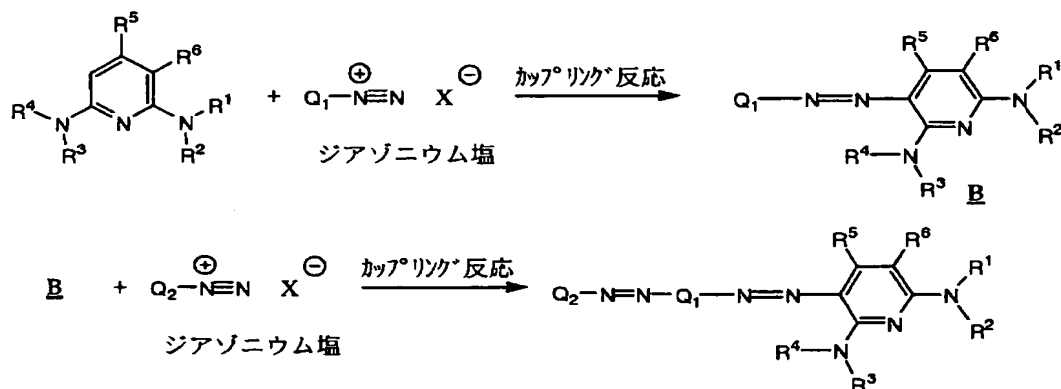 R⁵
R⁶
R⁴ N R³ N N R¹ R² + Q₁—N≡N ⊕ X ⊖ カップリング反応 Q₁—N=N R⁵ R⁶ N R¹ R² N R⁴ N R³
ジアゾニウム塩
B
B + Q₂—N≡N ⊕ X ⊖ カップリング反応 Q₂—N=N—Q₁—N=N R⁵ R⁶ N R¹ R² N R⁴ N R³
ジアゾニウム塩